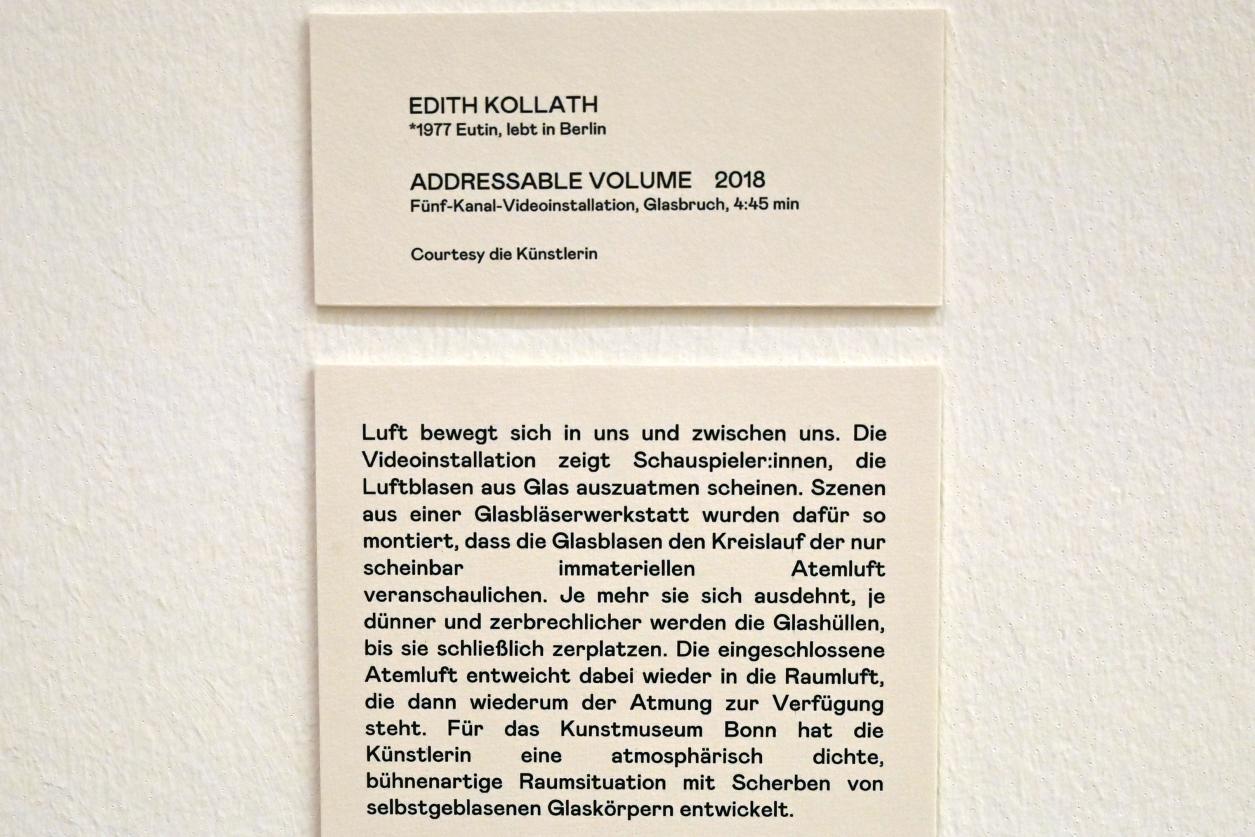 EDITH KOLLATH
*1977 Eutin, lebt in Berlin
ADDRESSABLE VOLUME 2018
Fünf-Kanal-Videoinstallation, Glasbruch, 4:45 min
Courtesy die Künstlerin
Luft bewegt sich in uns und zwischen uns. Die
Videoinstallation zeigt Schauspieler:innen, die
Luftblasen aus Glas auszuatmen scheinen. Szenen
aus einer Glasbläserwerkstatt wurden dafür so
montiert, dass die Glasblasen den Kreislauf der nur
scheinbar immateriellen Atemluft
veranschaulichen. Je mehr sie sich ausdehnt, je
dünner und zerbrechlicher werden die Glashüllen,
bis sie schließlich zerplatzen. Die eingeschlossene
Atemluft entweicht dabei wieder in die Raumluft,
die dann wiederum der Atmung zur Verfügung
steht. Für das Kunstmuseum Bonn hat die
Künstlerin eine atmosphärisch dichte,
bühnenartige Raumsituation mit Scherben von
selbstgeblasenen Glaskörpern entwickelt.